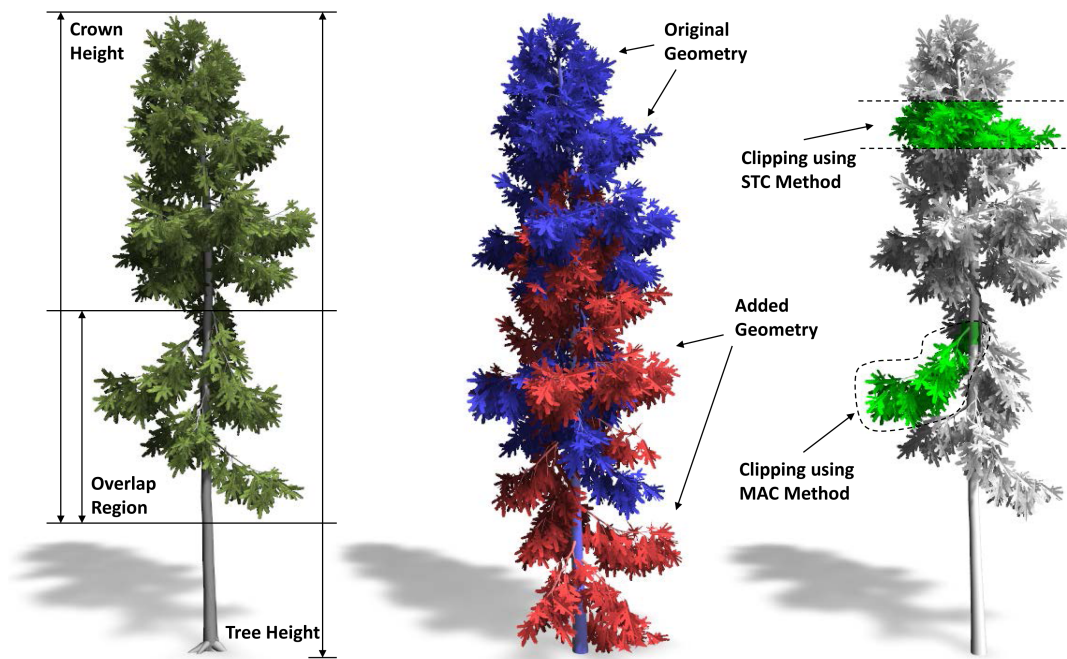 Crown
Height
Overlap
Region
Tree Height
Original
Geometry
Added
Geometry
Clipping using
STC Method
Clipping using
MAC Method